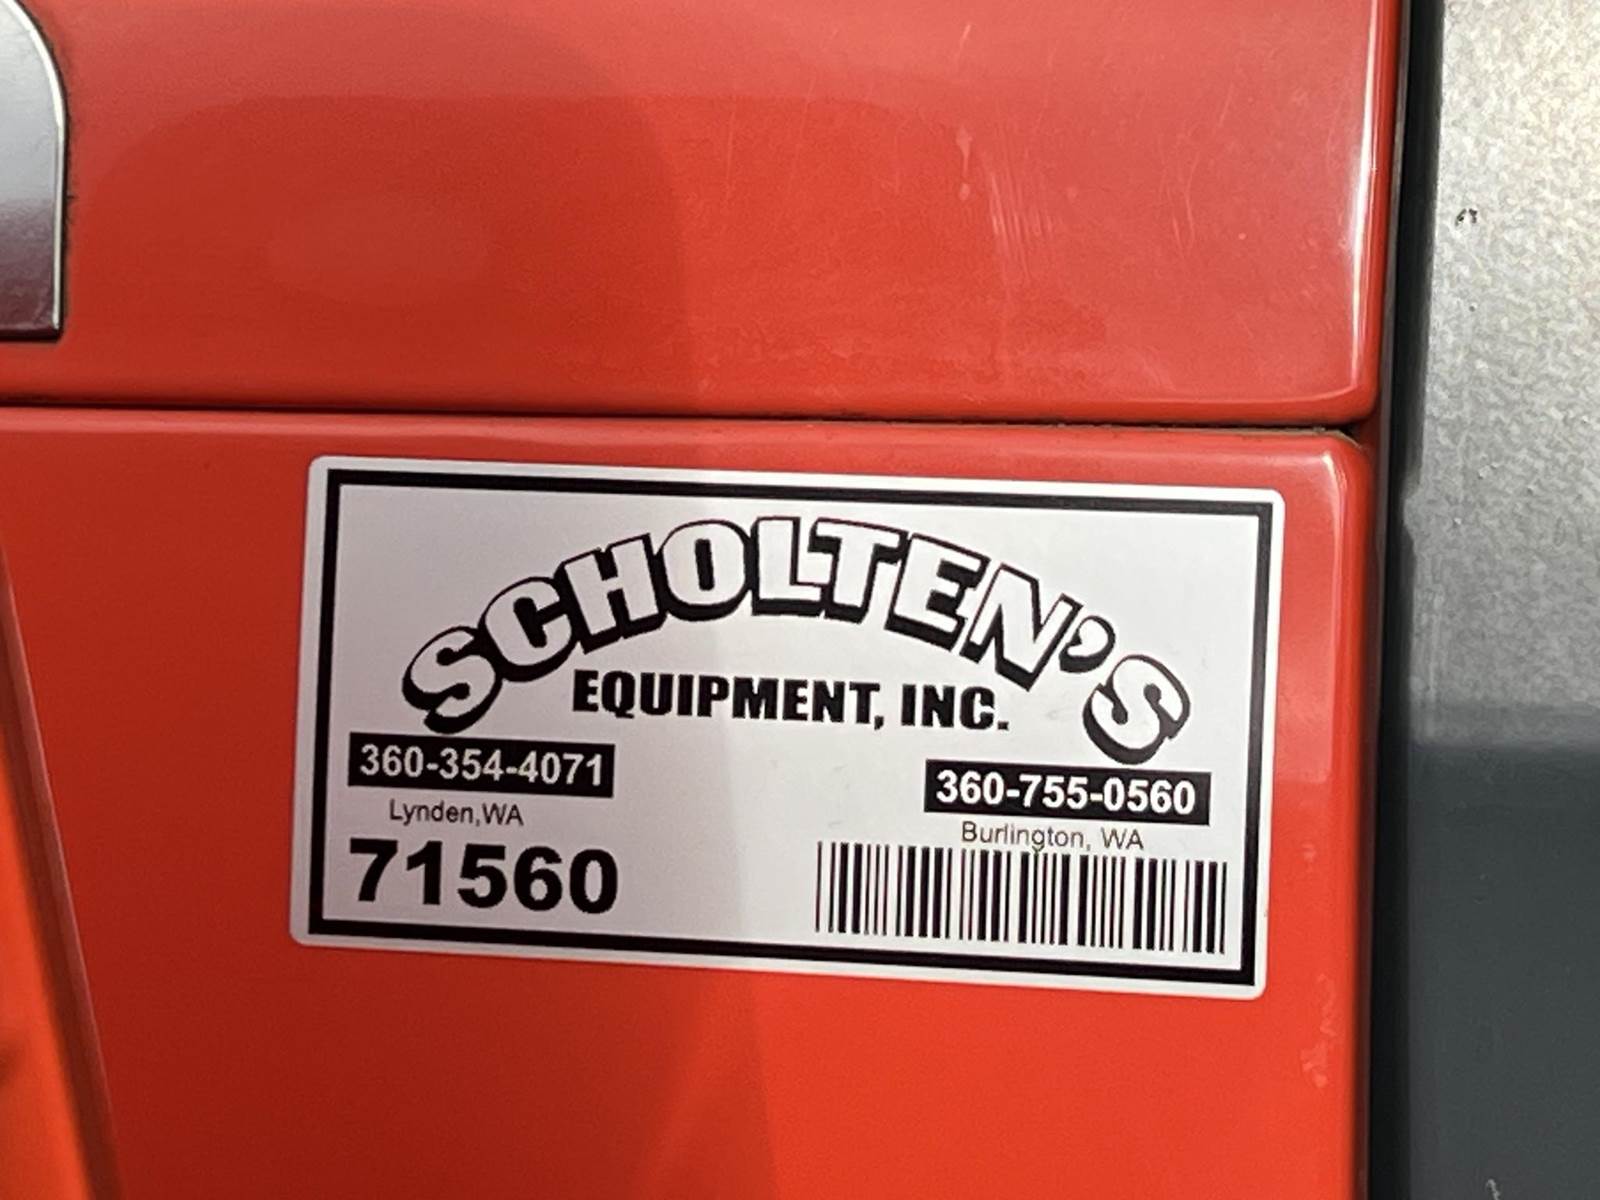 SCHOLTEN'S
EQUIPMENT, INC.
360-354-4071
Lynden,WA
71560
360-755-0560
Burlington, WA